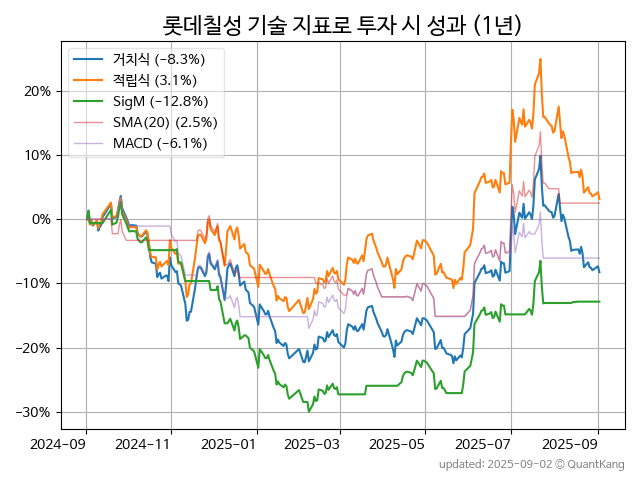 롯데칠성 기술 지표로 투자 시 성과 (1년)
거치식 (−8.3%)
적립식 (3.1%)
SigM (−12.8%)
SMA(20) (2.5%)
MACD (−6.1%)
20%
10%
0%
−10%
−20%
−30%
2024-09 2024-11 2025-01 2025-03 2025-05 2025-07 2025-09
updated: 2025-09-02 © QuantKang